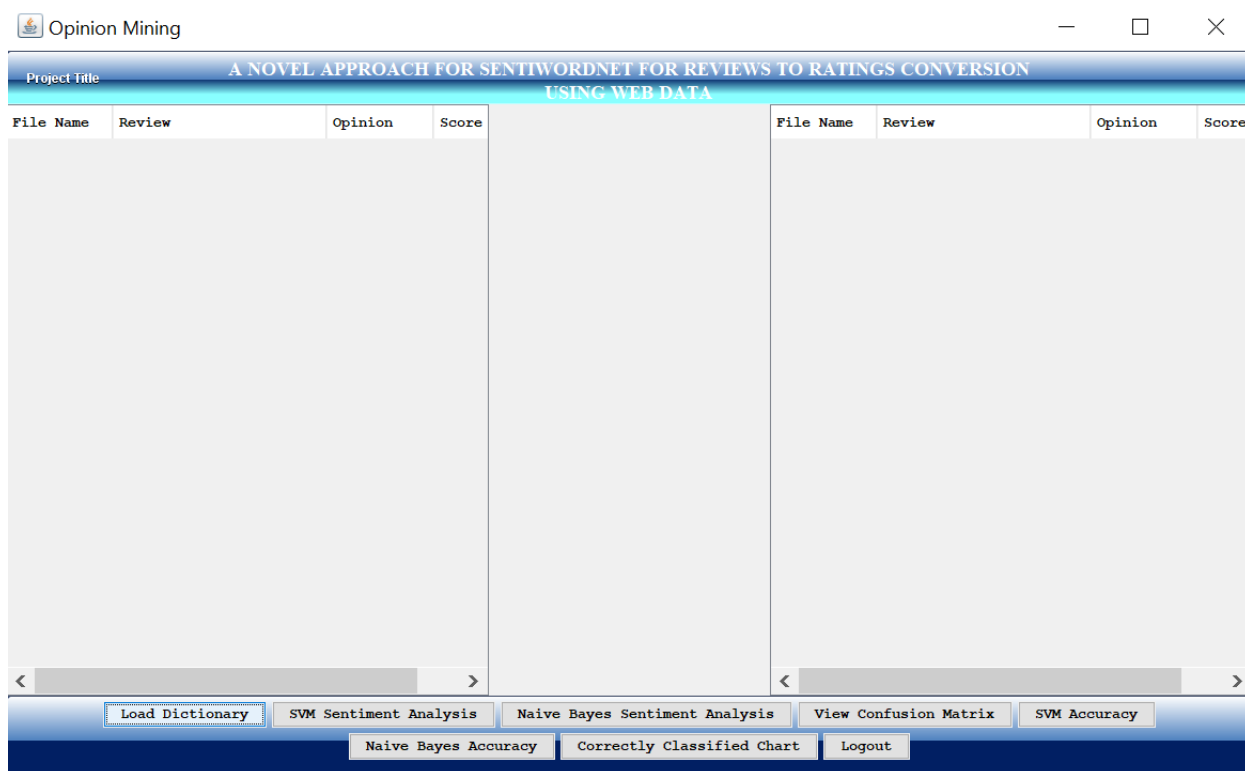 Opinion Mining
Project Title
A NOVEL APPROACH FOR SENTIWORDNET FOR REVIEWS TO RATINGS CONVERSION
USING WEB DATA
File Name Review Opinion Score
File Name Review Opinion Score
Load Dictionary SVM Sentiment Analysis Naive Bayes Sentiment Analysis View Confusion Matrix SVM Accuracy
Naive Bayes Accuracy Correctly Classified Chart Logout